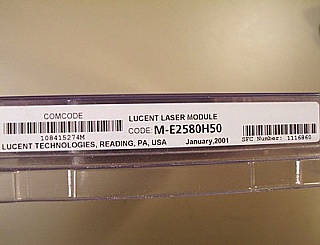 COMCODE
108415274M
LUCENT LASER MODULE
CODE: M-E2580H50
LUCENT TECHNOLOGIES, READING, PA, USA
January,2001
SFC Number: 1116860